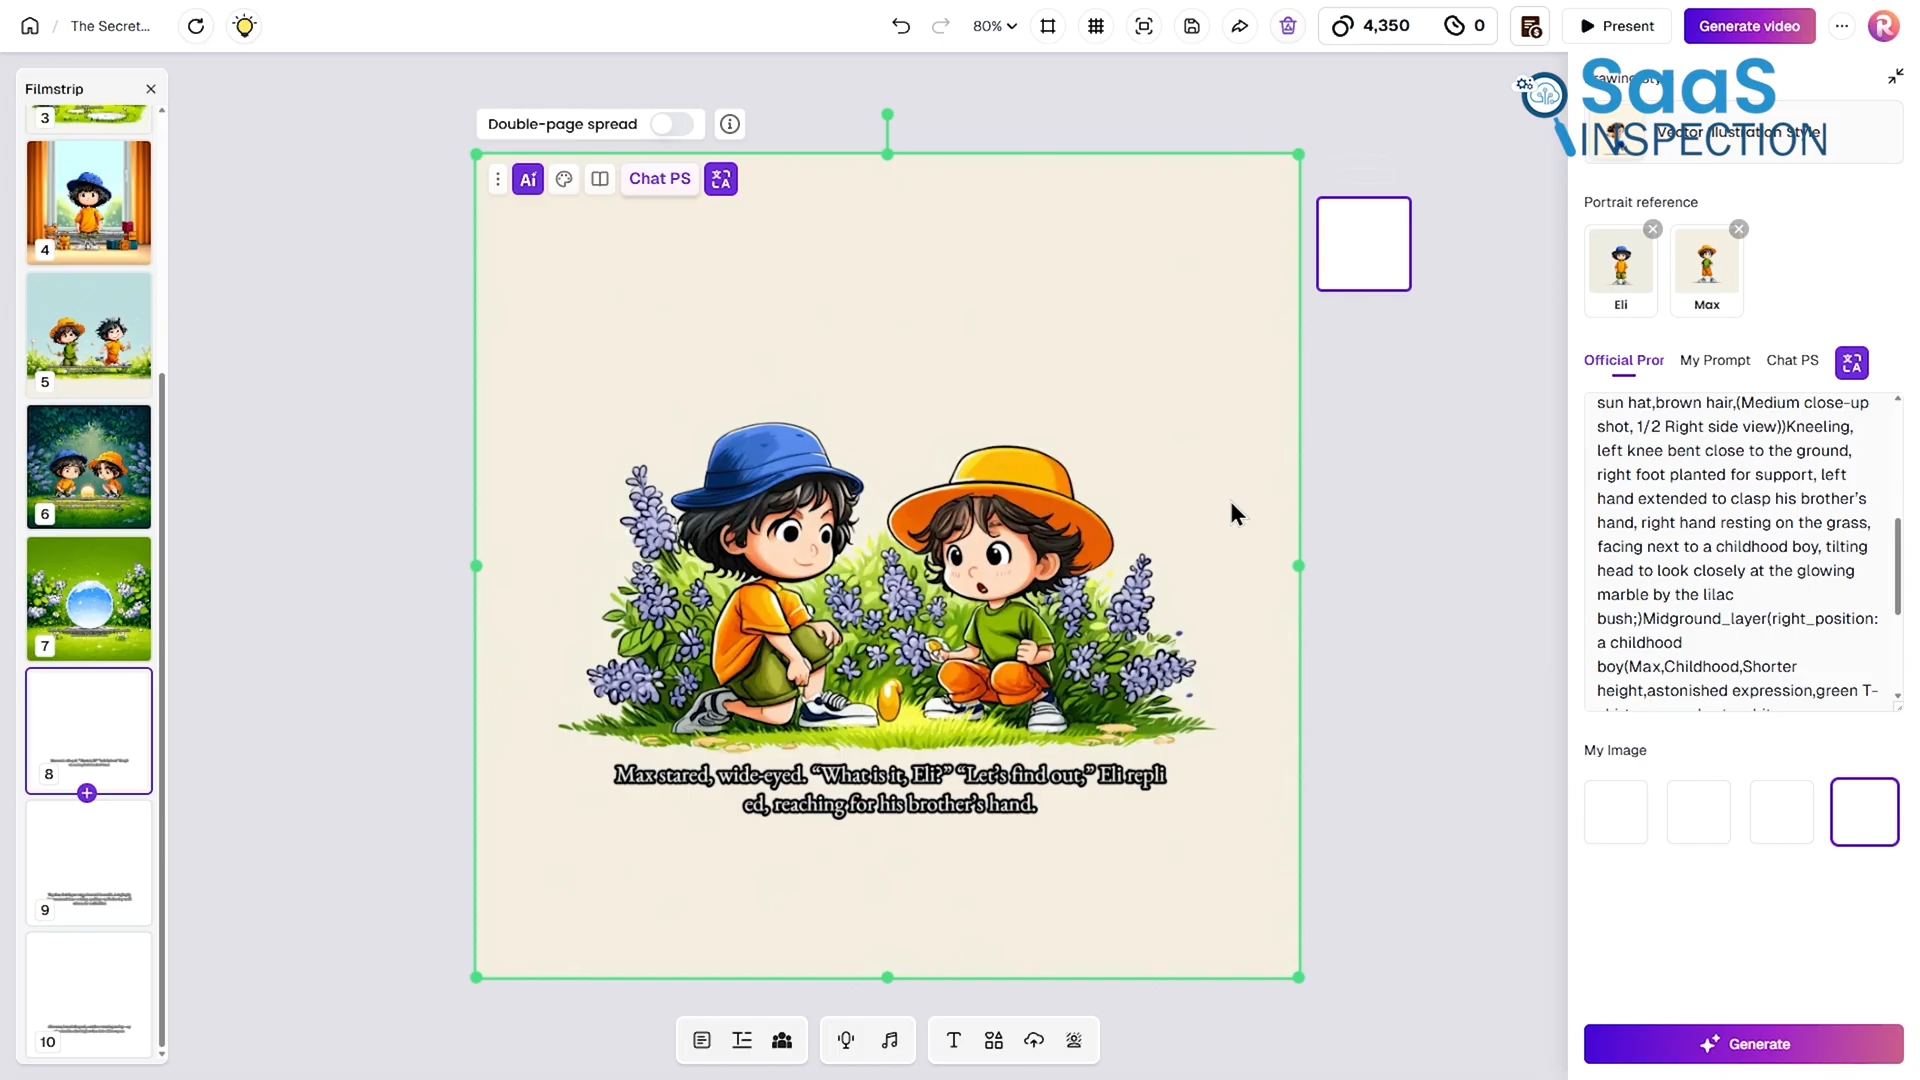 / The Secret...
80%
4,350
0
Present
Generate video
Filmstrip
3
4
5
6
7
8
9
10
Double-page spread
Ai
Chat PS
Max stared, wide-eyed. “What is it, Eli?” “Let’s find out,” Eli repli
ed, reaching for his brother’s hand.
SaaS
INSPECTION
Vector Illustration Style
Portrait reference
Eli
Max
Official Pror
My Prompt
Chat PS
sun hat,brown hair,(Medium close-up
shot, 1/2 Right side view))Kneeling,
left knee bent close to the ground,
right foot planted for support, left
hand extended to clasp his brother’s
hand, right hand resting on the grass,
facing next to a childhood boy, tilting
head to look closely at the glowing
marble by the lilac
bush;)Midground_layer(right_position:
a childhood
boy(Max,Childhood,Shorter
height,astonished expression,green T-
My Image
Generate